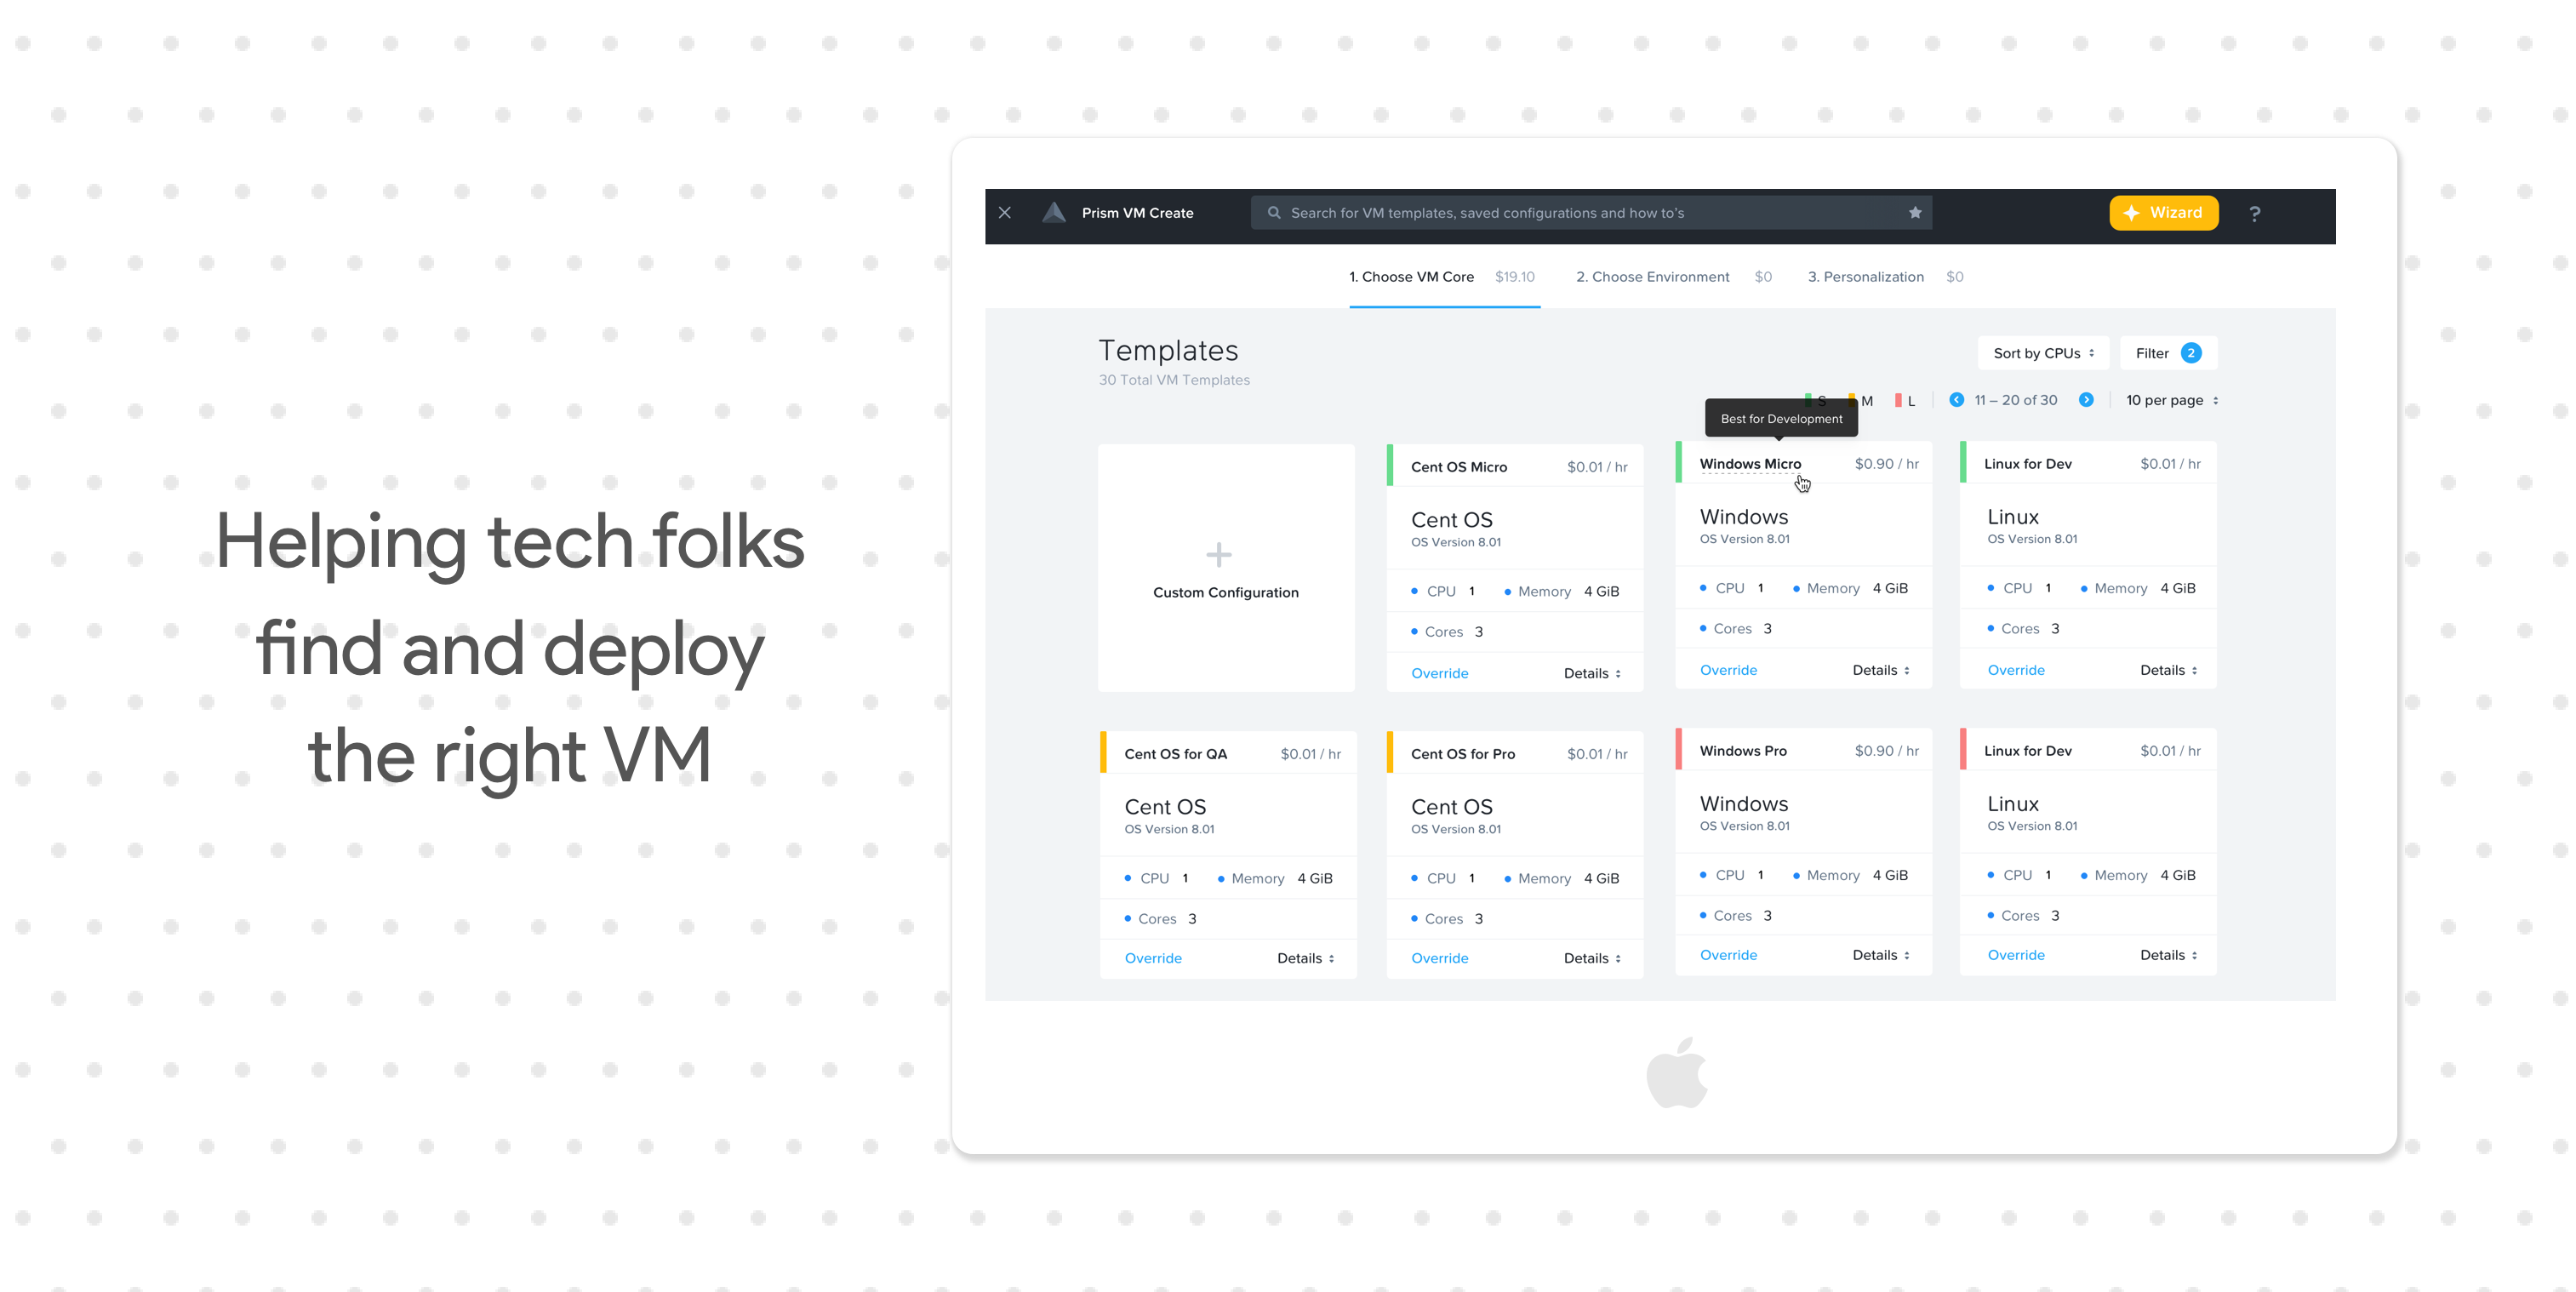 Helping tech folks
find and deploy
the right VM
Prism VM Create
Search for VM templates, saved configurations and how to's
Wizard
?
1. Choose VM Core $19.10 2. Choose Environment $0 3. Personalization $0
Templates
30 Total VM Templates
Sort by CPUs
Filter 2
S M L 11 – 20 of 30 10 per page
Best for Development
Custom Configuration
Cent OS Micro $0.01 / hr
Cent OS
OS Version 8.01
CPU 1 Memory 4 GiB
Cores 3
Override Details
Windows Micro $0.90 / hr
Windows
OS Version 8.01
CPU 1 Memory 4 GiB
Cores 3
Override Details
Linux for Dev $0.01 / hr
Linux
OS Version 8.01
CPU 1 Memory 4 GiB
Cores 3
Override Details
Cent OS for QA $0.01 / hr
Cent OS
OS Version 8.01
CPU 1 Memory 4 GiB
Cores 3
Override Details
Cent OS for Pro $0.01 / hr
Cent OS
OS Version 8.01
CPU 1 Memory 4 GiB
Cores 3
Override Details
Windows Pro $0.90 / hr
Windows
OS Version 8.01
CPU 1 Memory 4 GiB
Cores 3
Override Details
Linux for Dev $0.01 / hr
Linux
OS Version 8.01
CPU 1 Memory 4 GiB
Cores 3
Override Details